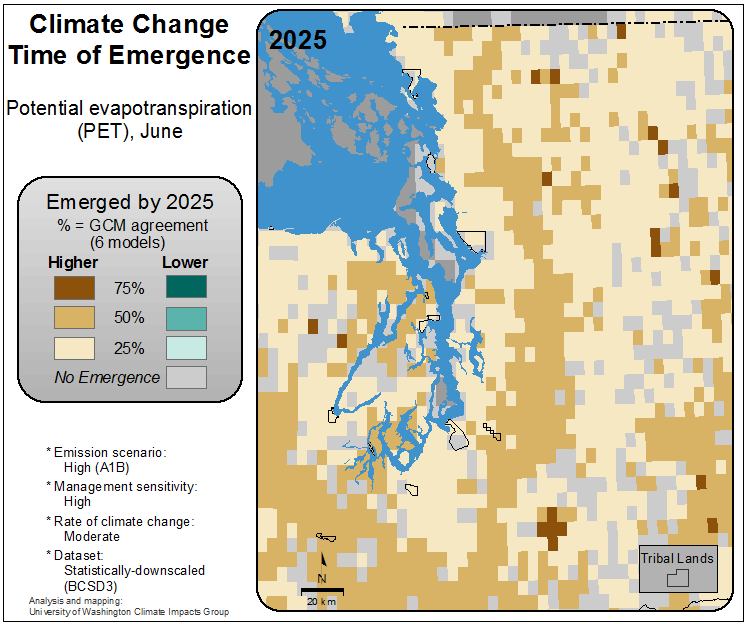 Climate Change
Time of Emergence
Potential evapotranspiration
(PET), June
Emerged by 2025
% = GCM agreement
(6 models)
Higher Lower
75%
50%
25%
No Emergence
* Emission scenario:
High (A1B)
* Management sensitivity:
High
* Rate of climate change:
Moderate
* Dataset:
Statistically-downscaled
(BCSD3)
Analysis and mapping:
University of Washington Climate Impacts Group
2025
N
20 km
Tribal Lands